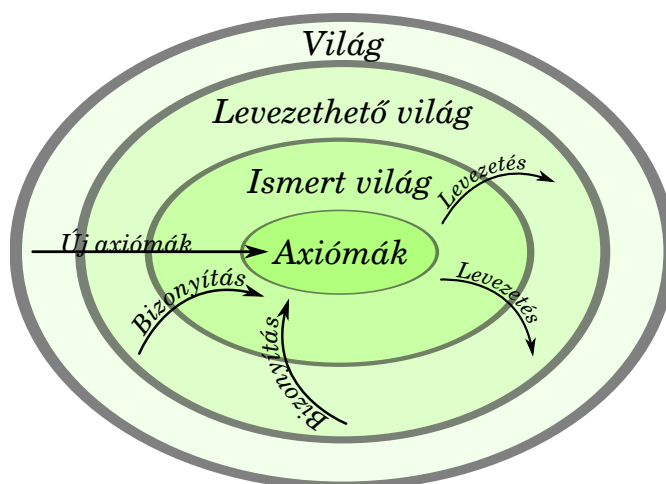 Világ
Levezethető világ
Ismert világ
Levezetés
Új axiómák
Axiómák
Bizonyítás
Levezetés
Bizonyítás